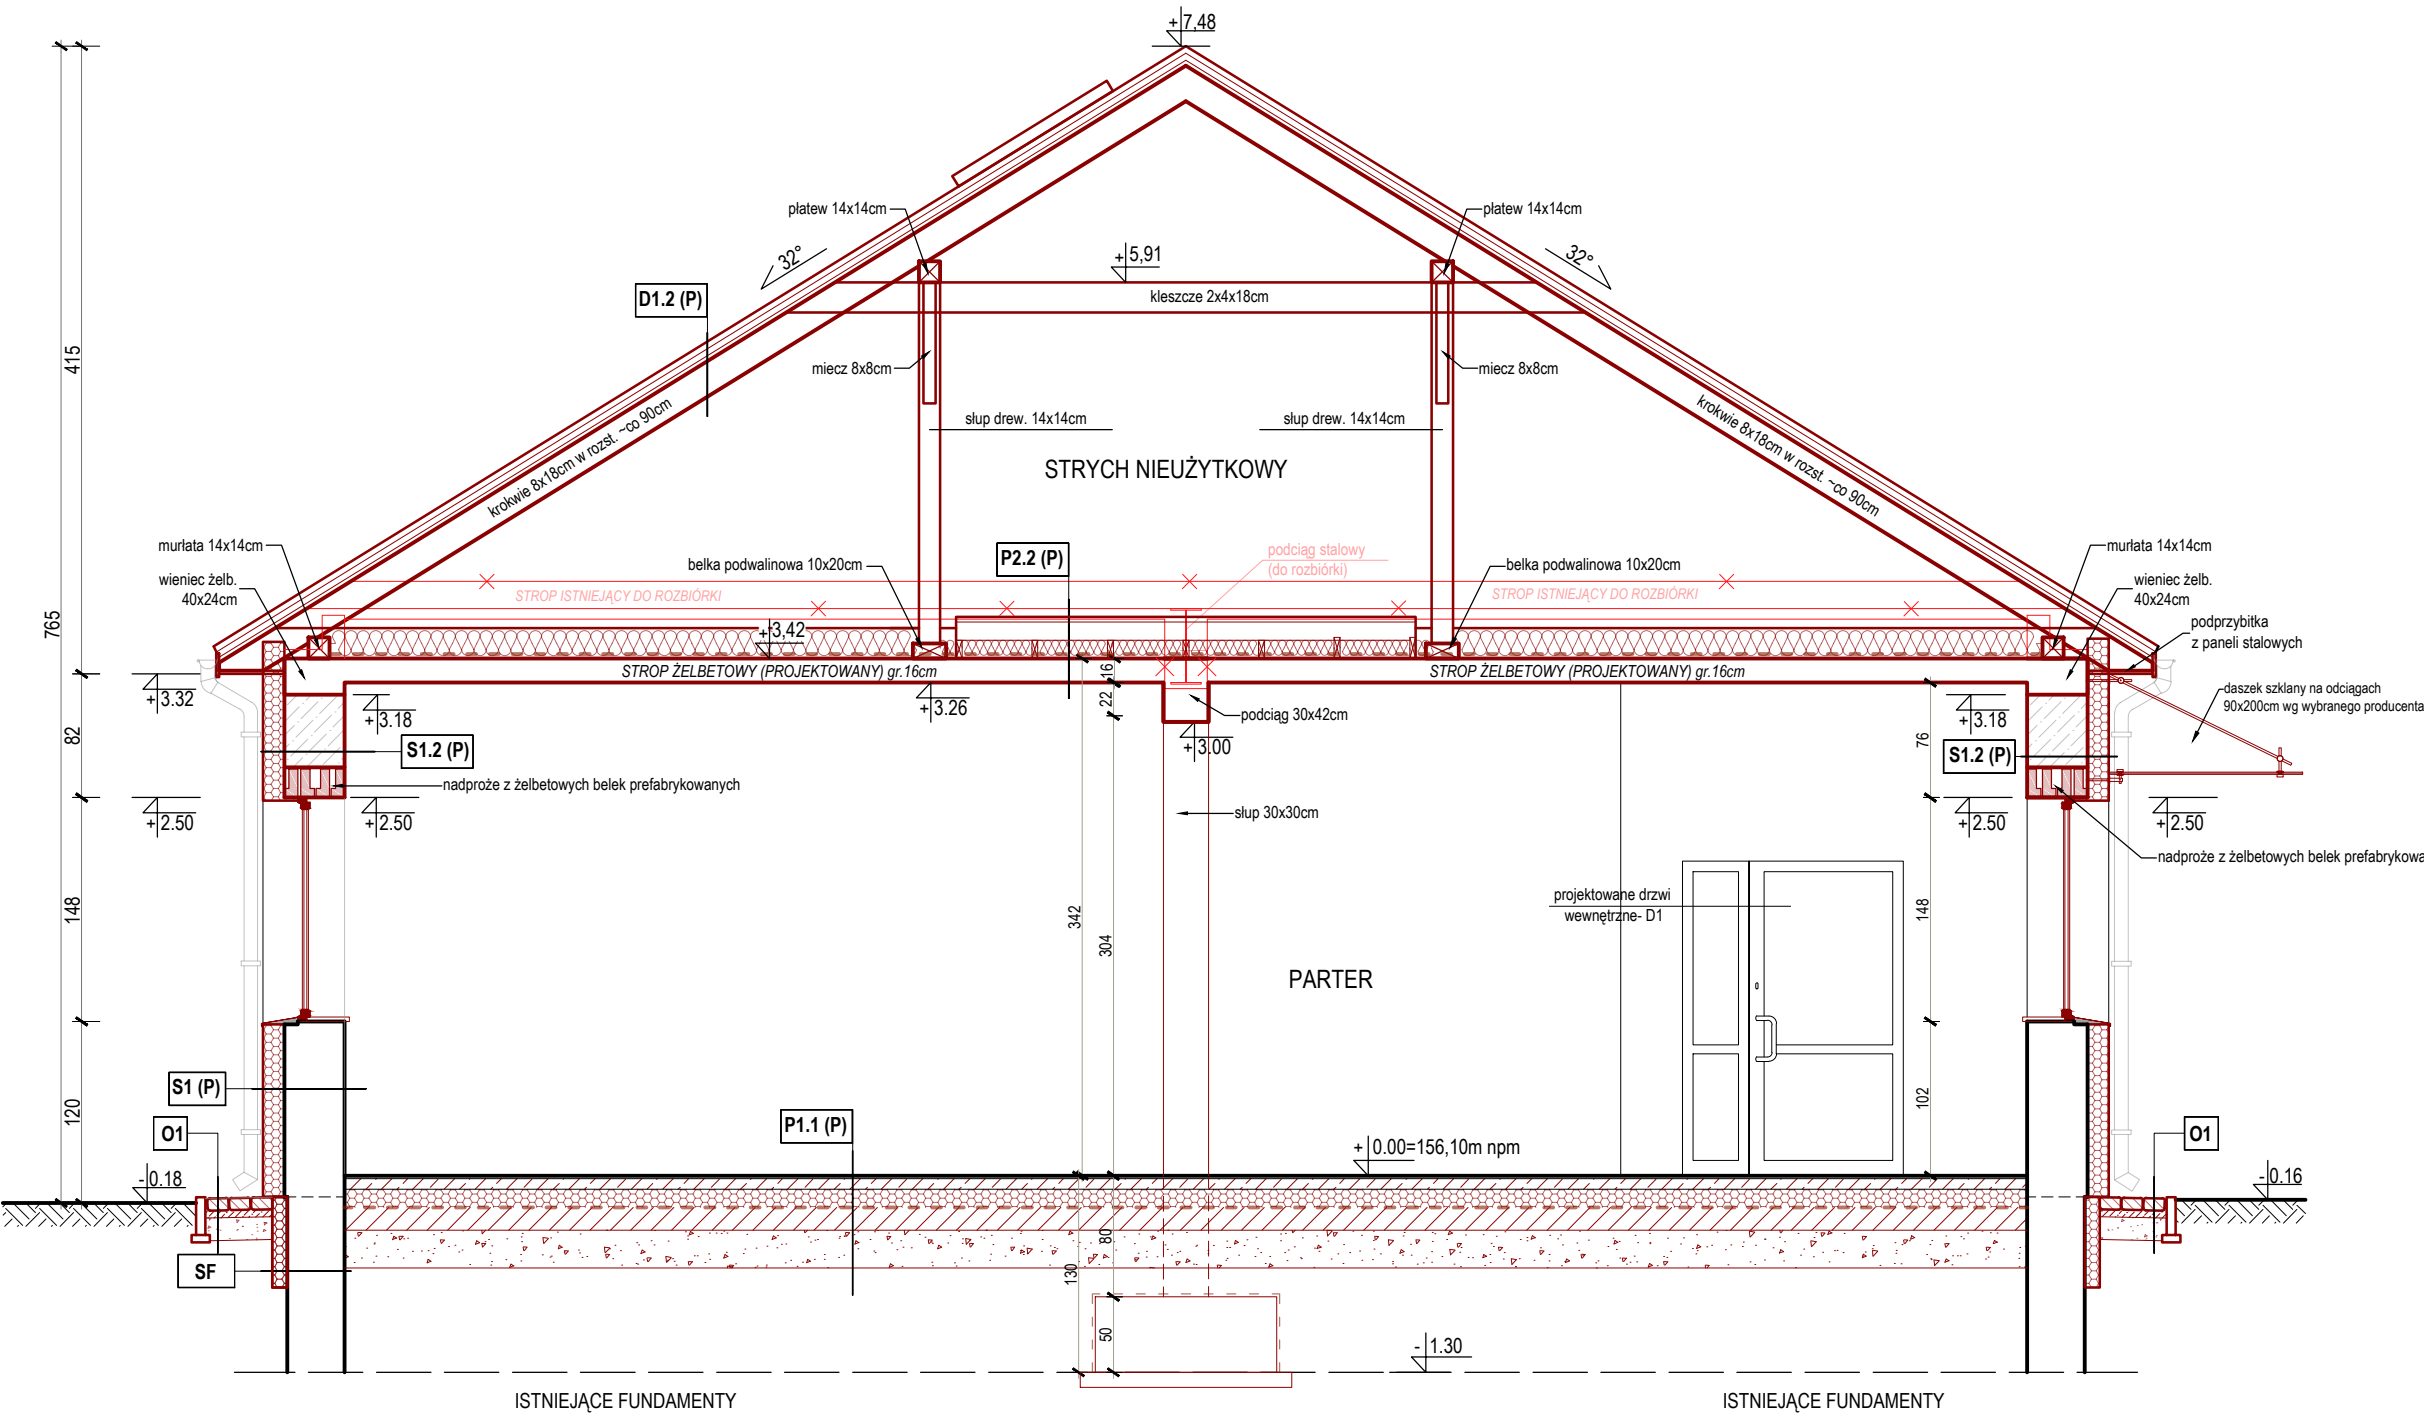 +7,48
płatew 14x14cm
płatew 14x14cm
32°
+5,91
32°
D1.2 (P)
kleszcze 2x4x18cm
415
miecz 8x8cm
miecz 8x8cm
krokwie 8x18cm w rozst. ~co 90cm
słup drew. 14x14cm
słup drew. 14x14cm
krokwie 8x18cm w rozst. ~co 90cm
STRYCH NIEUŻYTKOWY
murłata 14x14cm
belka podwalinowa 10x20cm
P2.2 (P)
podciąg stalowy
(do rozbiórki)
belka podwalinowa 10x20cm
murłata 14x14cm
wieniec żelb.
40x24cm
STROP ISTNIEJĄCY DO ROZBIÓRKI
STROP ISTNIEJĄCY DO ROZBIÓRKI
wieniec żelb.
40x24cm
765
+3,42
podprzybitka
z paneli stalowych
STROP ŻELBETOWY (PROJEKTOWANY) gr.16cm
16
STROP ŻELBETOWY (PROJEKTOWANY) gr.16cm
+3.32
+3.18
+3.26
22
podciąg 30x42cm
+3.18
daszek szklany na odciągach
90x200cm wg wybranego producenta
82
S1.2 (P)
+3.00
76
S1.2 (P)
nadproże z żelbetowych belek prefabrykowanych
+2.50
+2.50
słup 30x30cm
+2.50
+2.50
nadproże z żelbetowych belek prefabrykowa
148
342
304
projektowane drzwi
wewnętrzne- D1
148
PARTER
S1 (P)
120
102
O1
P1.1 (P)
+0.00=156,10m npm
O1
-0.18
-0.16
80
SF
130
50
-1.30
ISTNIEJĄCE FUNDAMENTY
ISTNIEJĄCE FUNDAMENTY